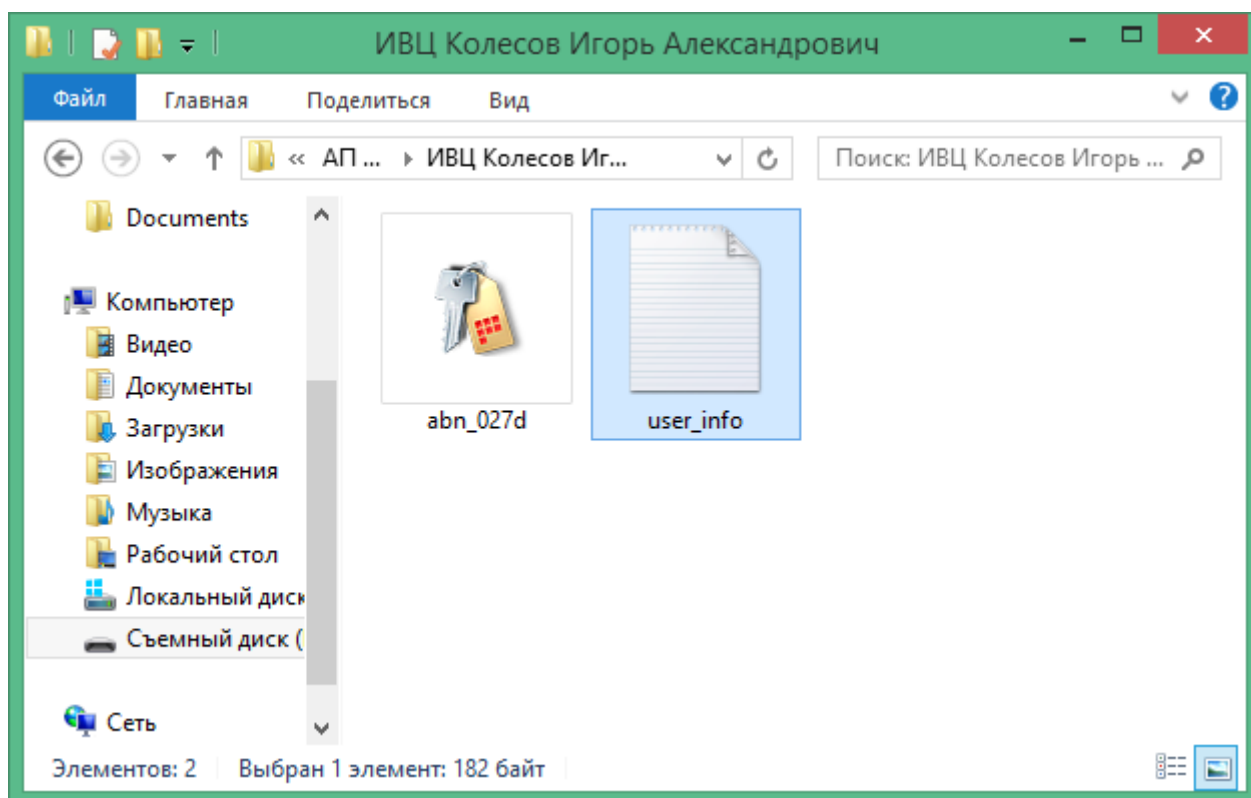 ИВЦ Колесов Игорь Александрович
Файл Главная Поделиться Вид
« АП ... ИВЦ Колесов Иг... Поиск: ИВЦ Колесов Игорь ...
Documents
Компьютер
Видео
Документы
Загрузки
Изображения
Музыка
Рабочий стол
Локальный диск
Съемный диск (
Сеть
abn_027d user_info
Элементов: 2 Выбран 1 элемент: 182 байт